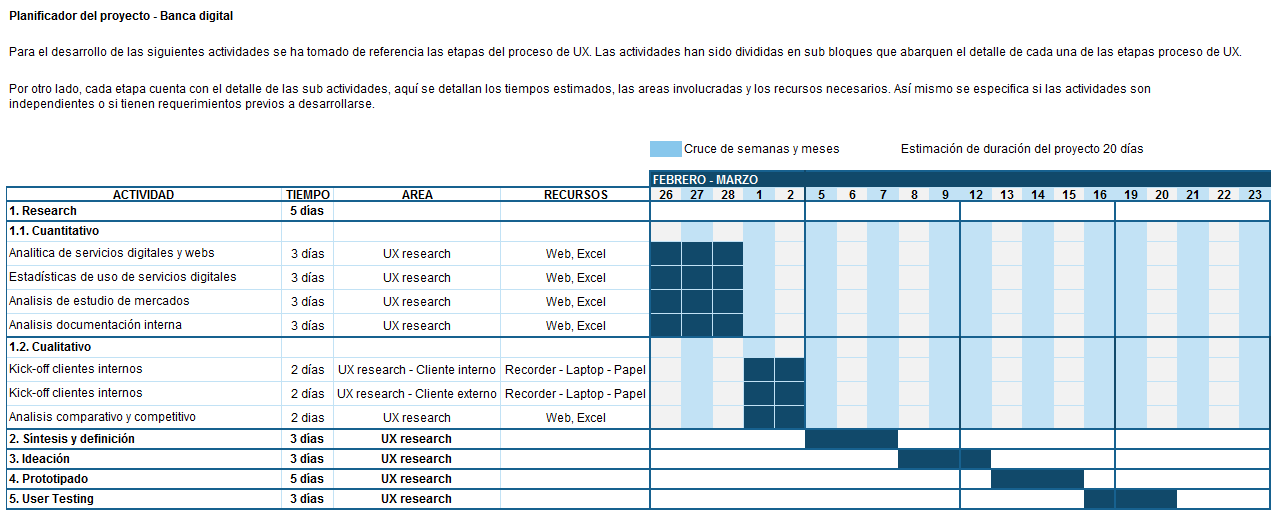 Planificador del proyecto - Banca digital
Para el desarrollo de las siguientes actividades se ha tomado de referencia las etapas del proceso de UX. Las actividades han sido divididas en sub bloques que abarquen el detalle de cada una de las etapas proceso de UX.
Por otro lado, cada etapa cuenta con el detalle de las sub actividades, aquí se detallan los tiempos estimados, las areas involucradas y los recursos necesarios. Así mismo se especifica si las actividades son
independientes o si tienen requerimientos previos a desarrollarse.
Cruce de semanas y meses Estimación de duración del proyecto 20 días
FEBRERO - MARZO
ACTIVIDAD TIEMPO AREA RECURSOS 26 27 28 1 2 5 6 7 8 9 12 13 14 15 16 19 20 21 22 23
1. Research 5 días
1.1. Cuantitativo
Analitica de servicios digitales y webs 3 días UX research Web, Excel
Estadísticas de uso de servicios digitales 3 días UX research Web, Excel
Analisis de estudio de mercados 3 días UX research Web, Excel
Analisis documentación interna 3 días UX research Web, Excel
1.2. Cualitativo
Kick-off clientes internos 2 días UX research - Cliente interno Recorder - Laptop - Papel
Kick-off clientes internos 2 días UX research - Cliente externo Recorder - Laptop - Papel
Analisis comparativo y competitivo 2 dias UX research Web, Excel
2. Síntesis y definición 3 días UX research
3. Ideación 3 días UX research
4. Prototipado 5 días UX research
5. User Testing 3 días UX research